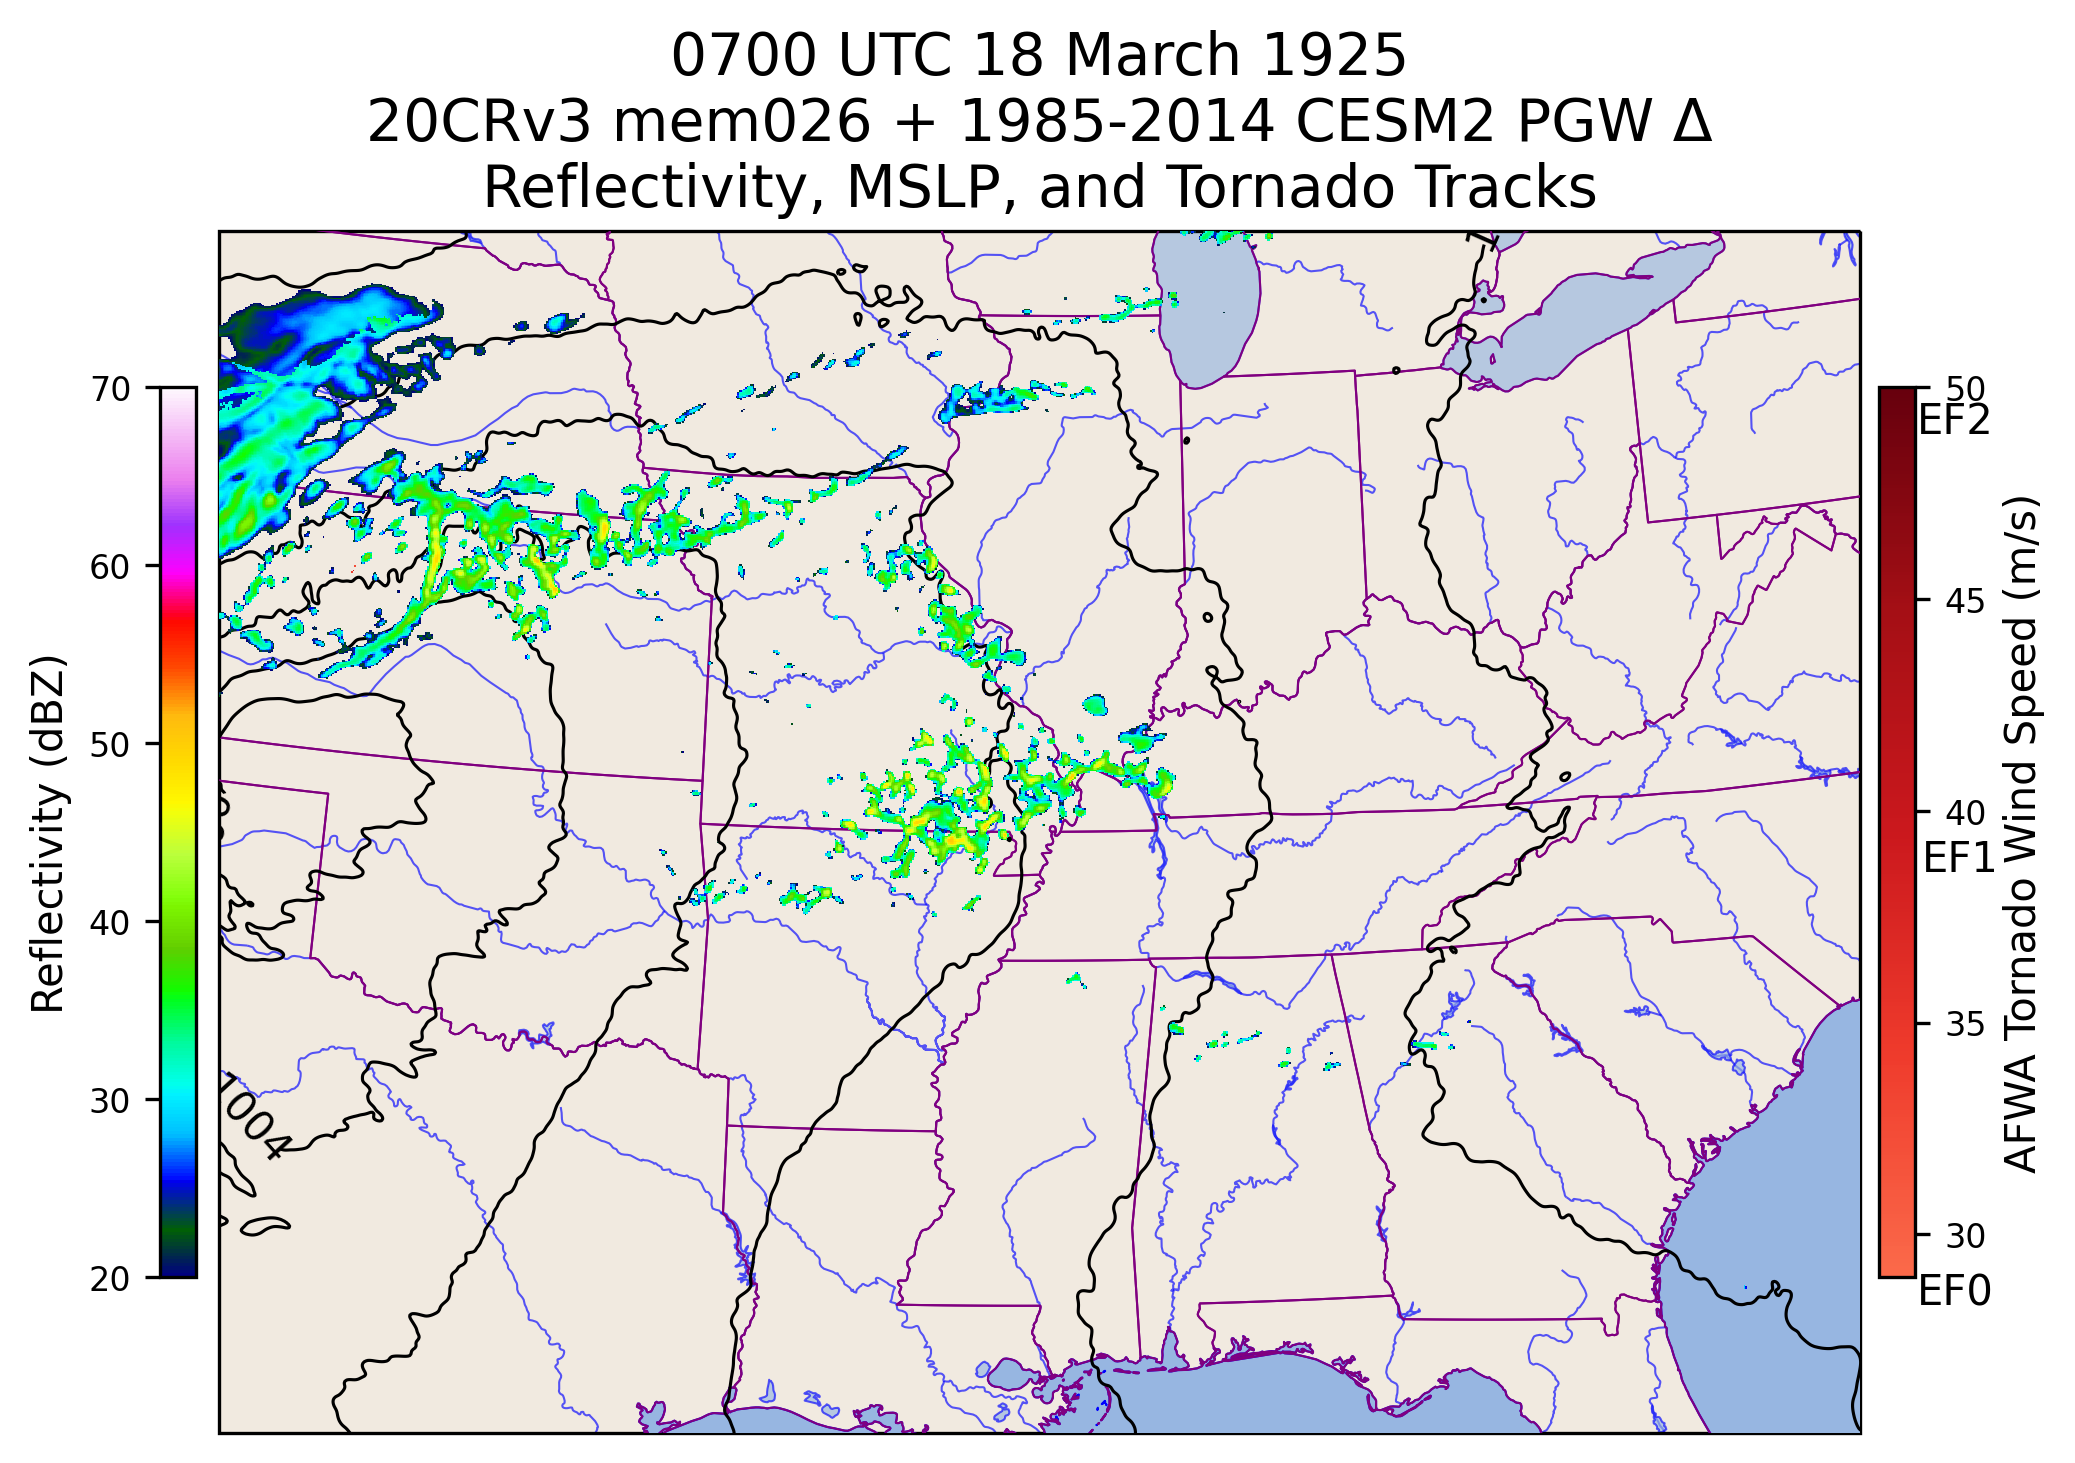 0700 UTC 18 March 1925
20CRv3 mem026 + 1985-2014 CESM2 PGW Δ
Reflectivity, MSLP, and Tornado Tracks
70
60
50
40
30
20
Reflectivity (dBZ)
1004
50
EF2
45
40
EF1
35
30
EF0
AFWA Tornado Wind Speed (m/s)